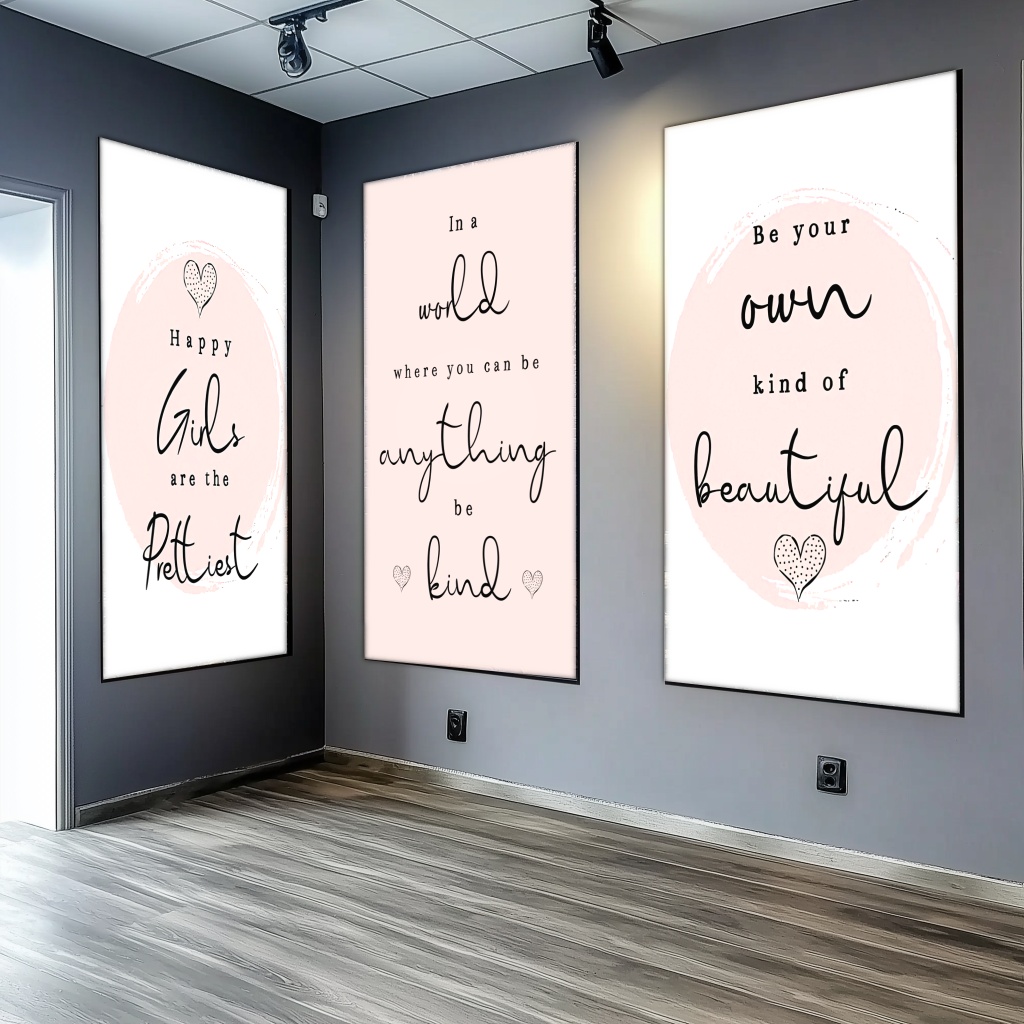 Happy
Girls
are the
Prettiest
In a
world
where you can be
anything
be
kind
Be your
own
kind of
beautiful